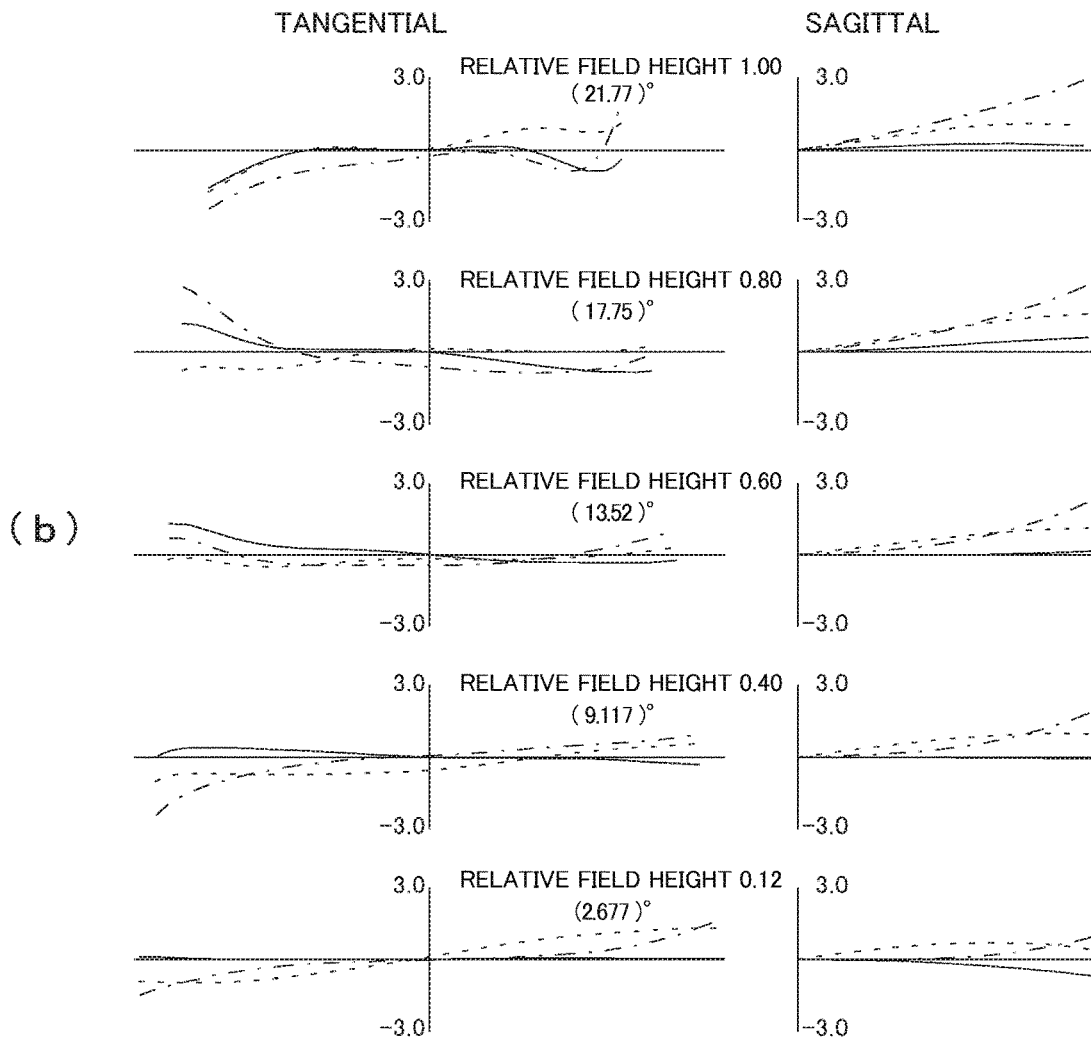 TANGENTIAL SAGITTAL
3.0 RELATIVE FIELD HEIGHT 1.00 3.0
( 21.77 )°
-3.0 -3.0
3.0 RELATIVE FIELD HEIGHT 0.80 3.0
( 17.75 )°
-3.0 -3.0
3.0 RELATIVE FIELD HEIGHT 0.60 3.0
( b ) ( 13.52 )°
-3.0 -3.0
3.0 RELATIVE FIELD HEIGHT 0.40 3.0
( 9.117 )°
-3.0 -3.0
3.0 RELATIVE FIELD HEIGHT 0.12 3.0
(2.677 )°
-3.0 -3.0